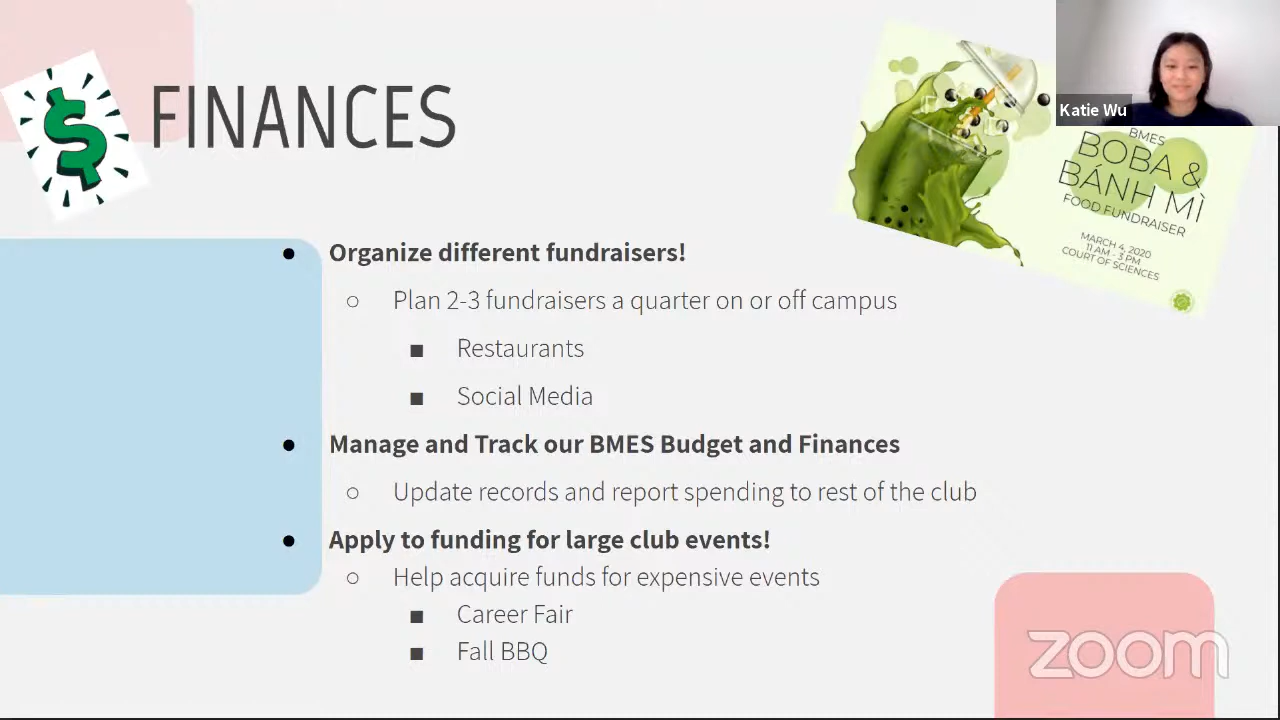 FINANCES
Katie Wu
BMES
BOBA &
BÁNH MÌ
FOOD FUNDRAISER
MARCH 4, 2020
11 AM - 3 PM
COURT OF SCIENCES
● Organize different fundraisers!
○ Plan 2-3 fundraisers a quarter on or off campus
■ Restaurants
■ Social Media
● Manage and Track our BMES Budget and Finances
○ Update records and report spending to rest of the club
● Apply to funding for large club events!
○ Help acquire funds for expensive events
■ Career Fair
■ Fall BBQ
zoom